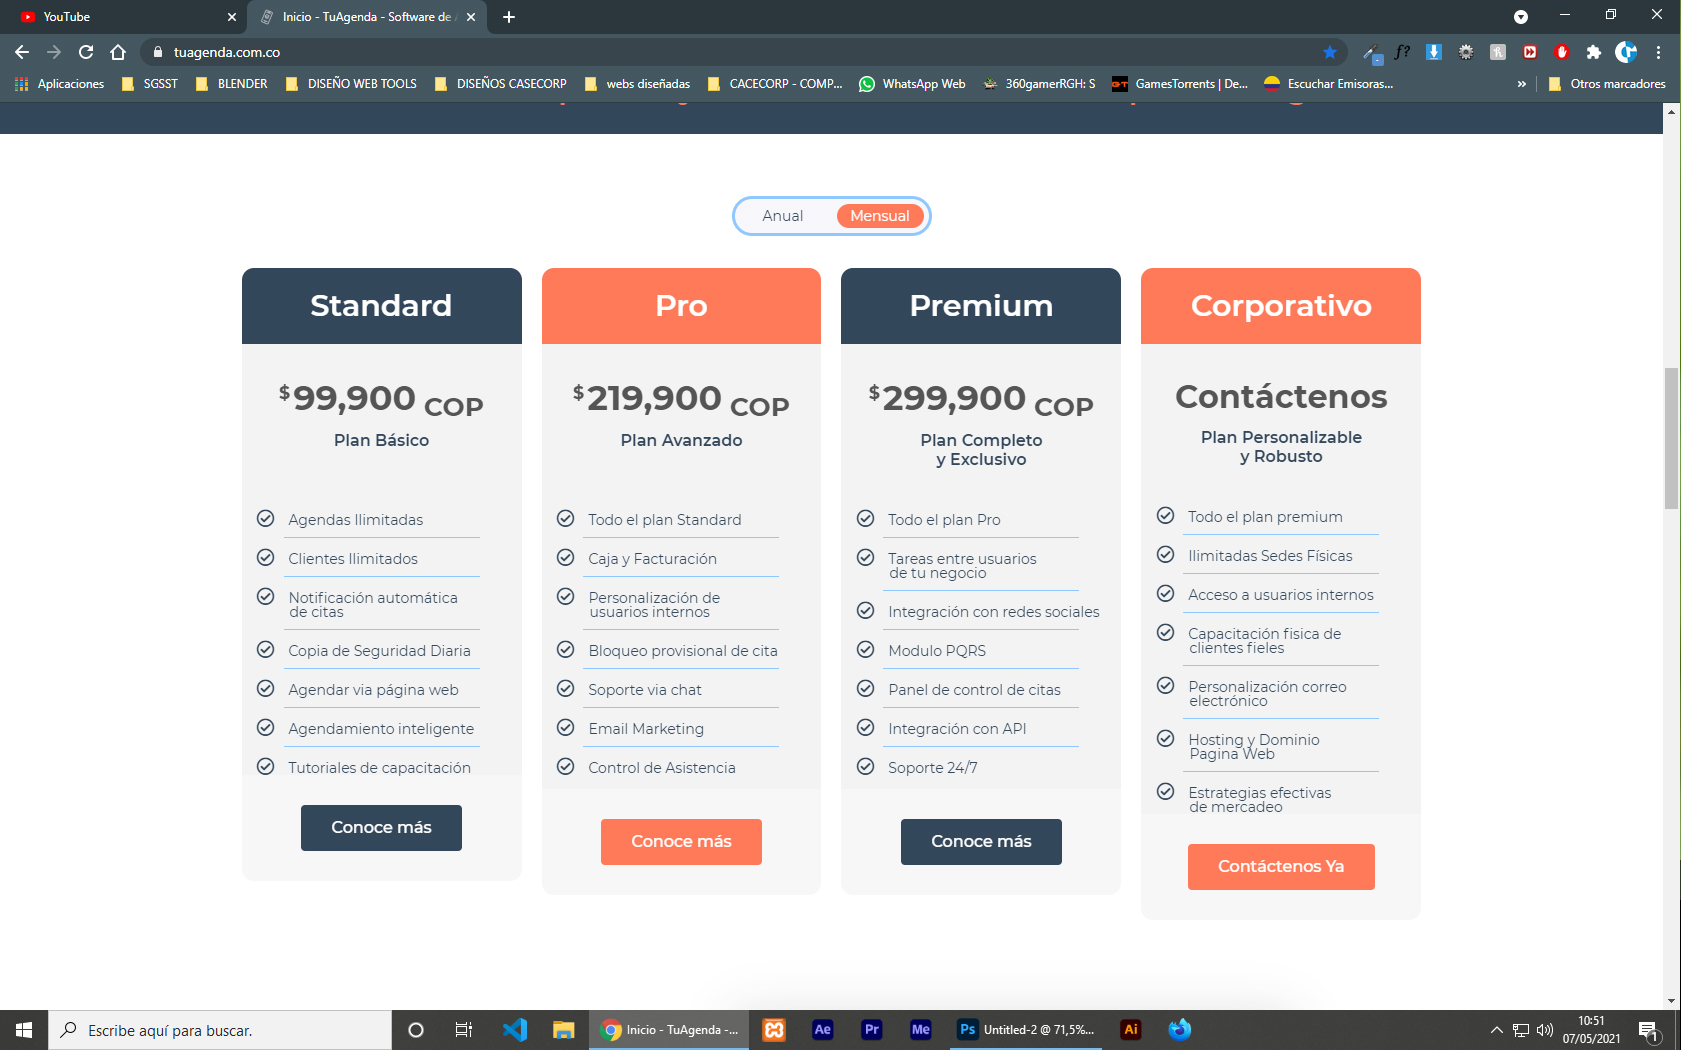 YouTube
Inicio - TuAgenda - Software de
tuagenda.com.co
Aplicaciones
SGSST
BLENDER
DISEÑO WEB TOOLS
DISEÑOS CASECORP
webs diseñadas
CACECORP - COMP...
WhatsApp Web
360gamerRGH: S
GamesTorrents | De...
Escuchar Emisoras...
»
Otros marcadores
Anual
Mensual
Standard
$99,900 COP
Plan Básico
Agendas Ilimitadas
Clientes Ilimitados
Notificación automática
de citas
Copia de Seguridad Diaria
Agendar via página web
Agendamiento inteligente
Tutoriales de capacitación
Conoce más
Pro
$219,900 COP
Plan Avanzado
Todo el plan Standard
Caja y Facturación
Personalización de
usuarios internos
Bloqueo provisional de cita
Soporte via chat
Email Marketing
Control de Asistencia
Conoce más
Premium
$299,900 COP
Plan Completo
y Exclusivo
Todo el plan Pro
Tareas entre usuarios
de tu negocio
Integración con redes sociales
Modulo PQRS
Panel de control de citas
Integración con API
Soporte 24/7
Conoce más
Corporativo
Contáctenos
Plan Personalizable
y Robusto
Todo el plan premium
Ilimitadas Sedes Físicas
Acceso a usuarios internos
Capacitación fisica de
clientes fieles
Personalización correo
electrónico
Hosting y Dominio
Pagina Web
Estrategias efectivas
de mercadeo
Contáctenos Ya
Escribe aquí para buscar.
Inicio - TuAgenda -...
Ae
Pr
Me
Ps
Untitled-2 @ 71,5%...
Ai
10:51
07/05/2021
1